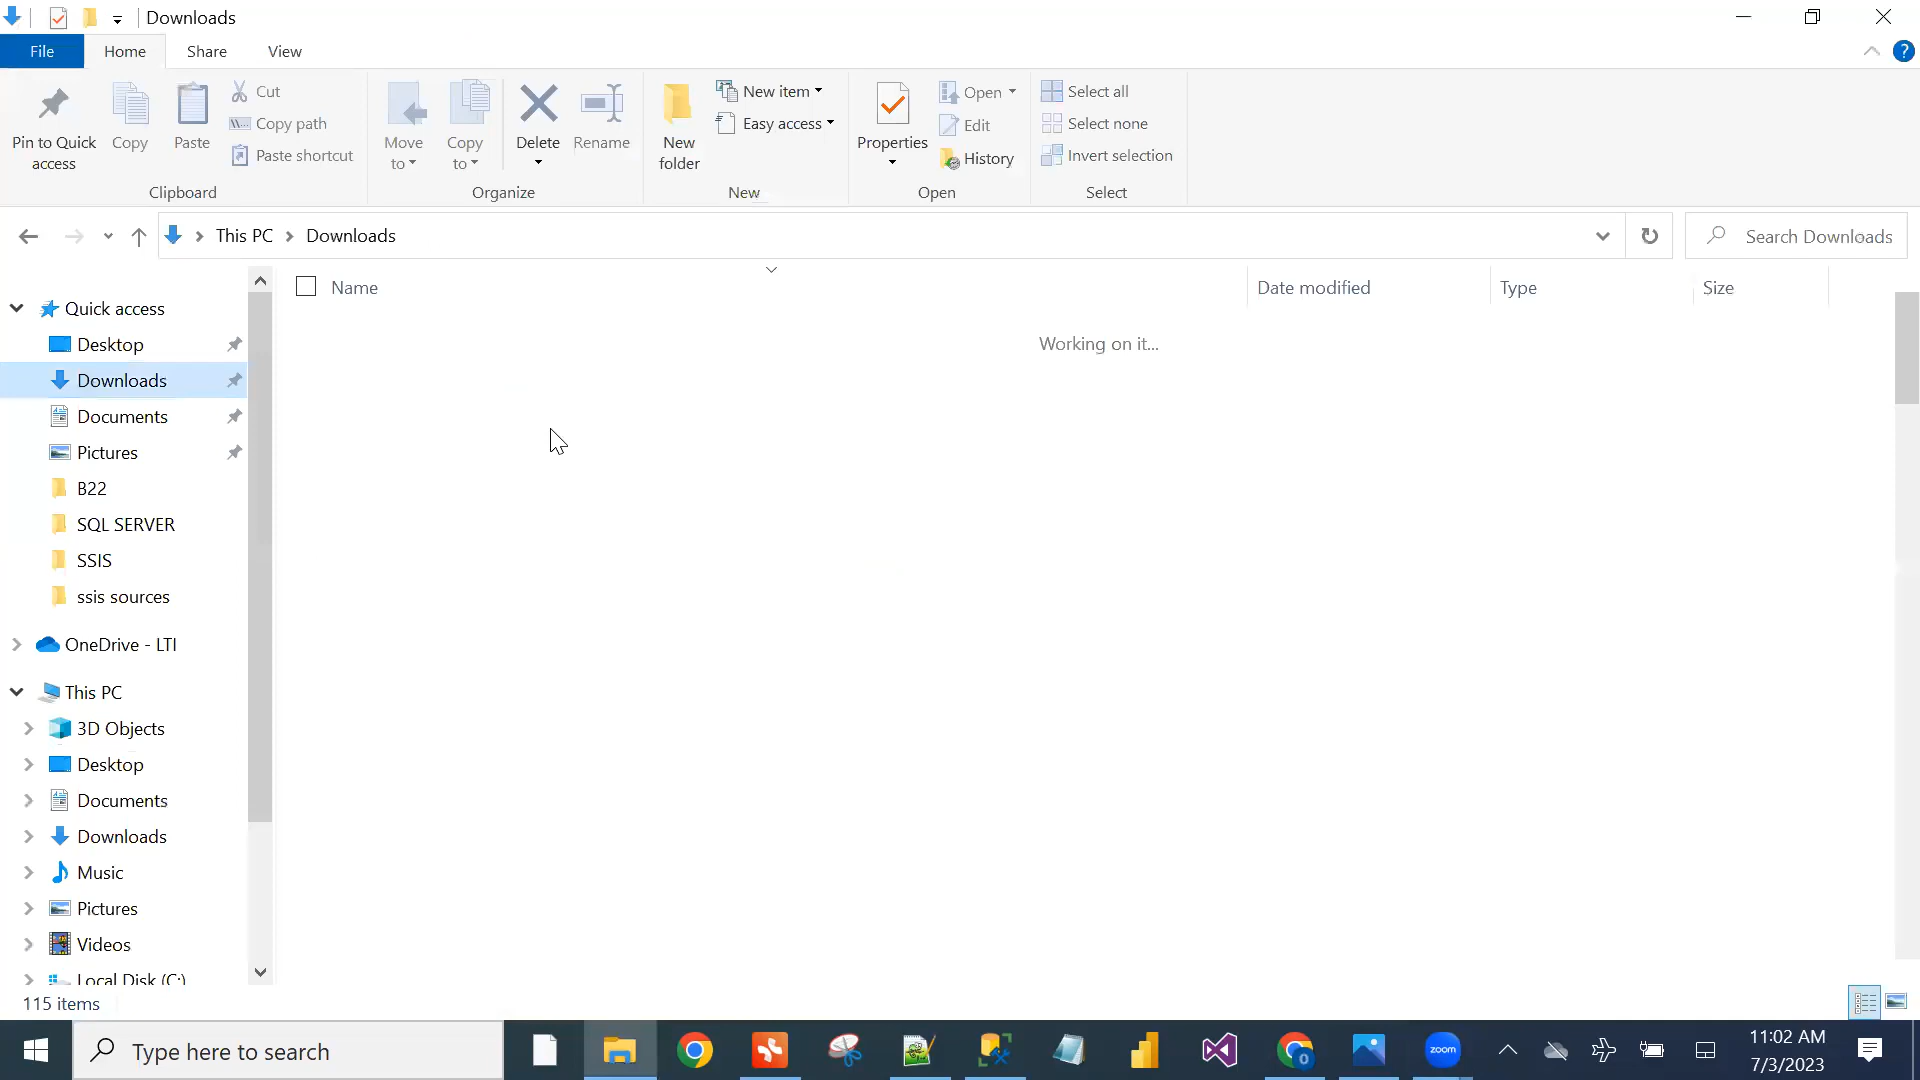 Downloads
File
Home
Share
View
Pin to Quick
access
Copy
Paste
Cut
Copy path
Paste shortcut
Clipboard
Move
to
Copy
to
Delete
Rename
Organize
New
folder
New item
Easy access
New
Properties
Open
Edit
History
Open
Select all
Select none
Invert selection
Select
This PC
Downloads
Search Downloads
Name
Date modified
Type
Size
Working on it...
Quick access
Desktop
Downloads
Documents
Pictures
B22
SQL SERVER
SSIS
ssis sources
OneDrive - LTI
This PC
3D Objects
Desktop
Documents
Downloads
Music
Pictures
Videos
Local Disk (C:)
115 items
Type here to search
zoom
11:02 AM
7/3/2023